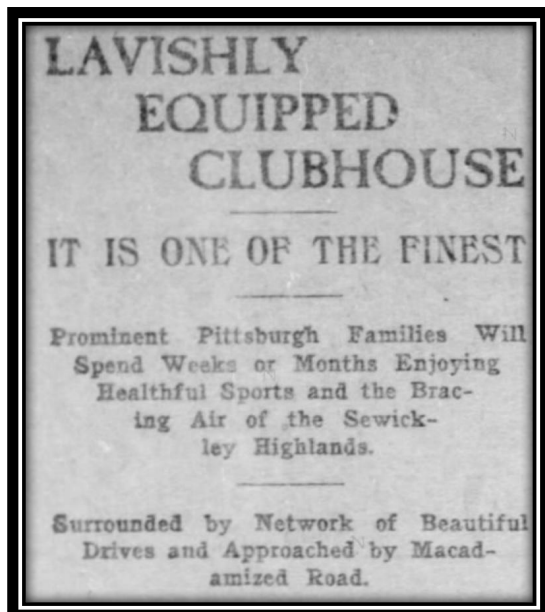 LAVISHLY
EQUIPPED
CLUBHOUSE
IT IS ONE OF THE FINEST
Prominent Pittsburgh Families Will
Spend Weeks or Months Enjoying
Healthful Sports and the Brac-
ing Air of the Sewick-
ley Highlands.
Surrounded by Network of Beautiful
Drives and Approached by Macad-
amized Road.